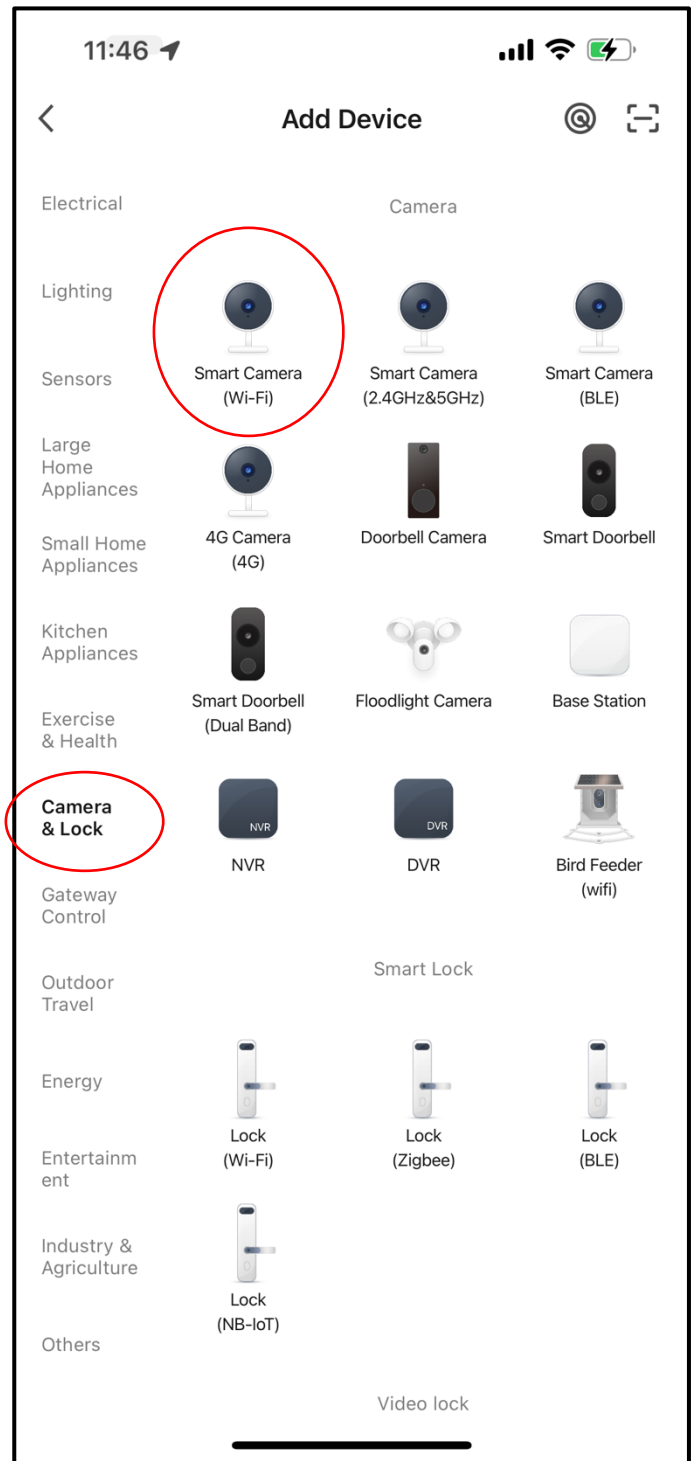 11:46
Add Device
Electrical
Lighting
Sensors
Large
Home
Appliances
Small Home
Appliances
Kitchen
Appliances
Exercise
& Health
Camera
& Lock
Gateway
Control
Outdoor
Travel
Energy
Entertainm
ent
Industry &
Agriculture
Others
Camera
Smart Camera
(Wi-Fi)
Smart Camera
(2.4GHz&5GHz)
Smart Camera
(BLE)
4G Camera
(4G)
Doorbell Camera
Smart Doorbell
Smart Doorbell
(Dual Band)
Floodlight Camera
Base Station
NVR
NVR
DVR
DVR
Bird Feeder
(wifi)
Smart Lock
Lock
(Wi-Fi)
Lock
(Zigbee)
Lock
(BLE)
Lock
(NB-IoT)
Video lock